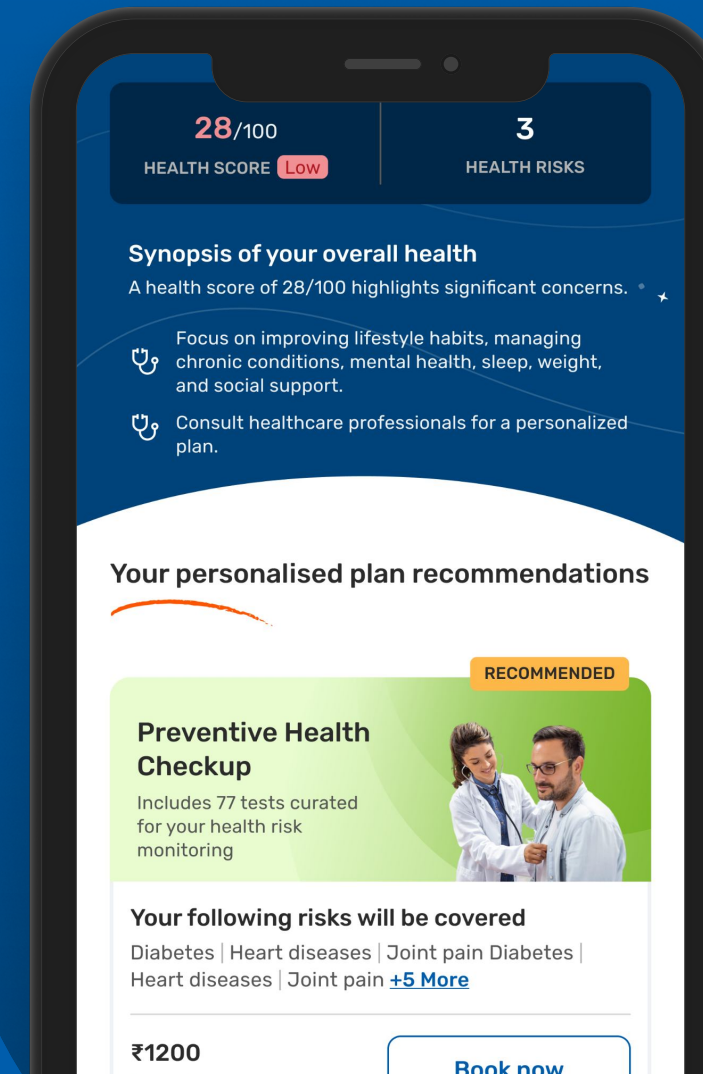 28/100
HEALTH SCORE Low
3
HEALTH RISKS
Synopsis of your overall health
A health score of 28/100 highlights significant concerns.
Focus on improving lifestyle habits, managing
chronic conditions, mental health, sleep, weight,
and social support.
Consult healthcare professionals for a personalized
plan.
Your personalised plan recommendations
RECOMMENDED
Preventive Health
Checkup
Includes 77 tests curated
for your health risk
monitoring
Your following risks will be covered
Diabetes | Heart diseases | Joint pain Diabetes |
Heart diseases | Joint pain +5 More
₹1200
Book now